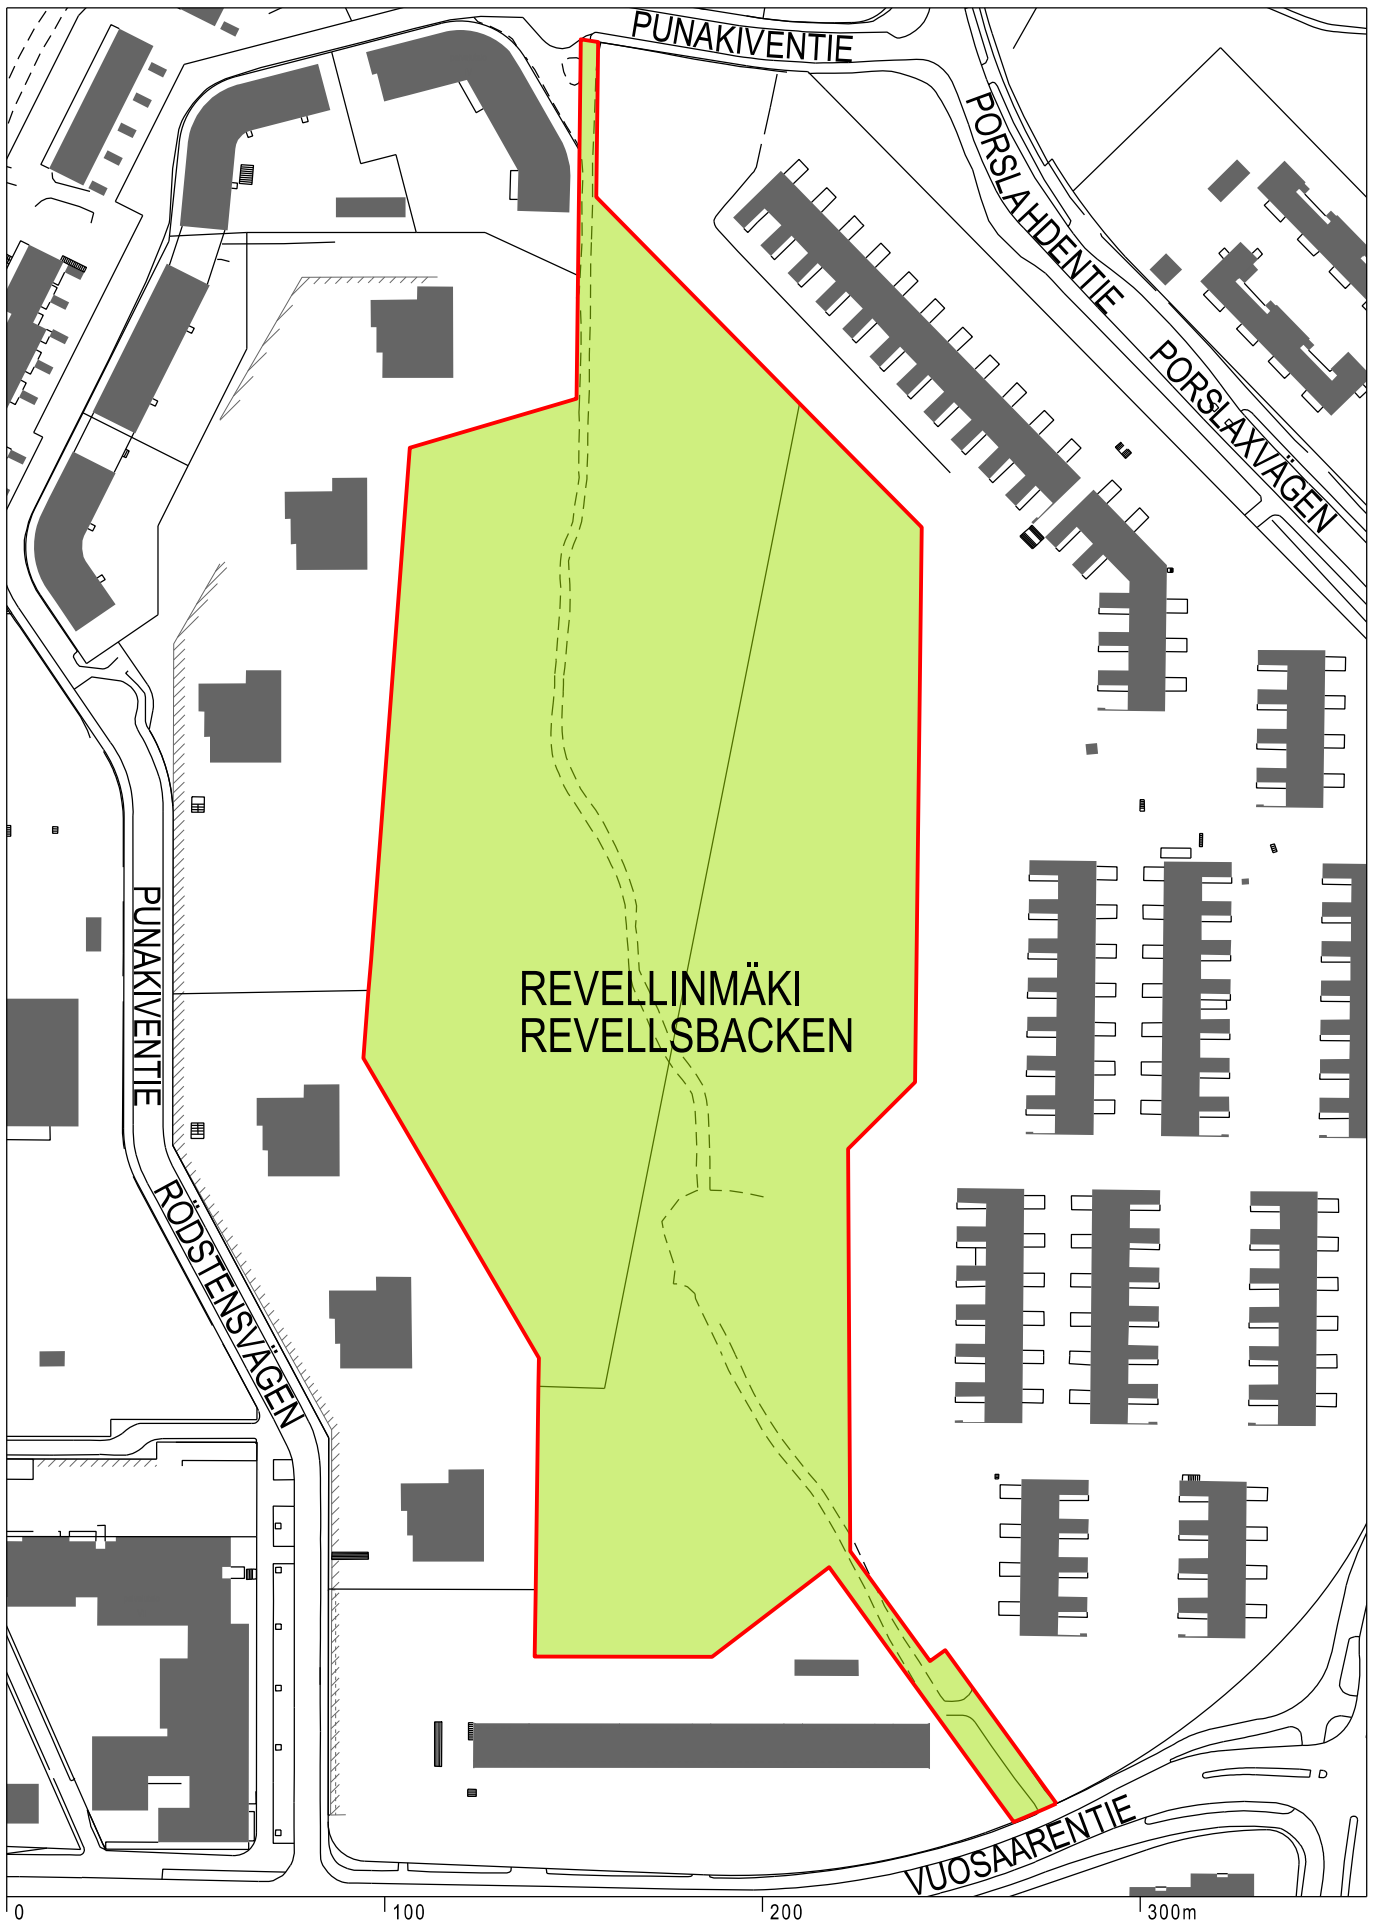 PUNAKIVENTIE
PORSLAHDENTIE
PORSLAXVÄGEN
PUNAKIVENTIE
REVELLINMÄKI
REVELLSBACKEN
RÖDSTENSVÄGEN
VUOSAARENTIE
0 100 200 300m